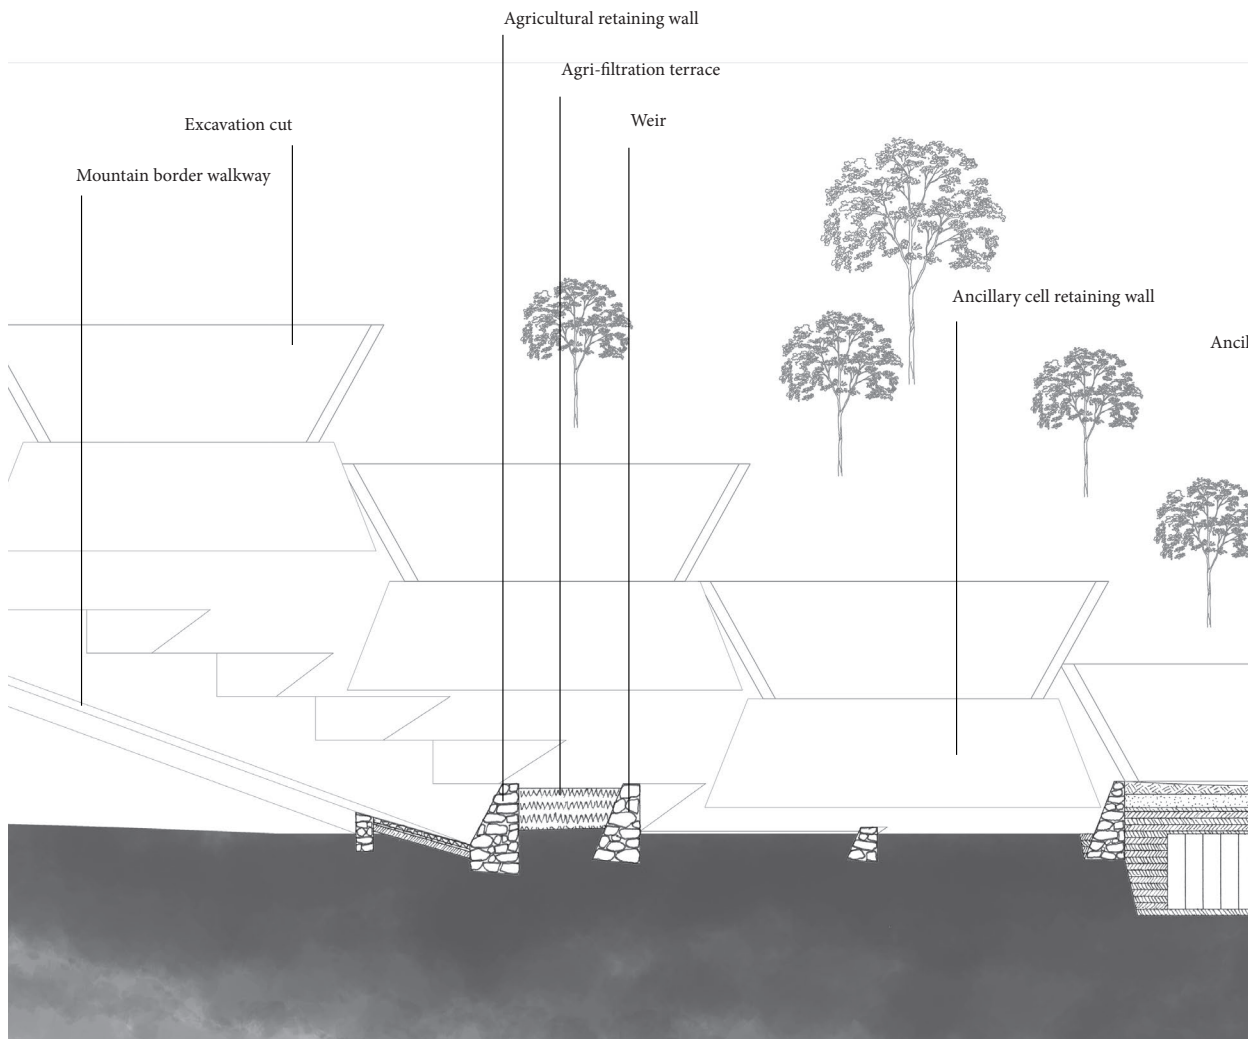 Agricultural retaining wall
Agri-filtration terrace
Weir
Excavation cut
Mountain border walkway
Ancillary cell retaining wall
Ancil